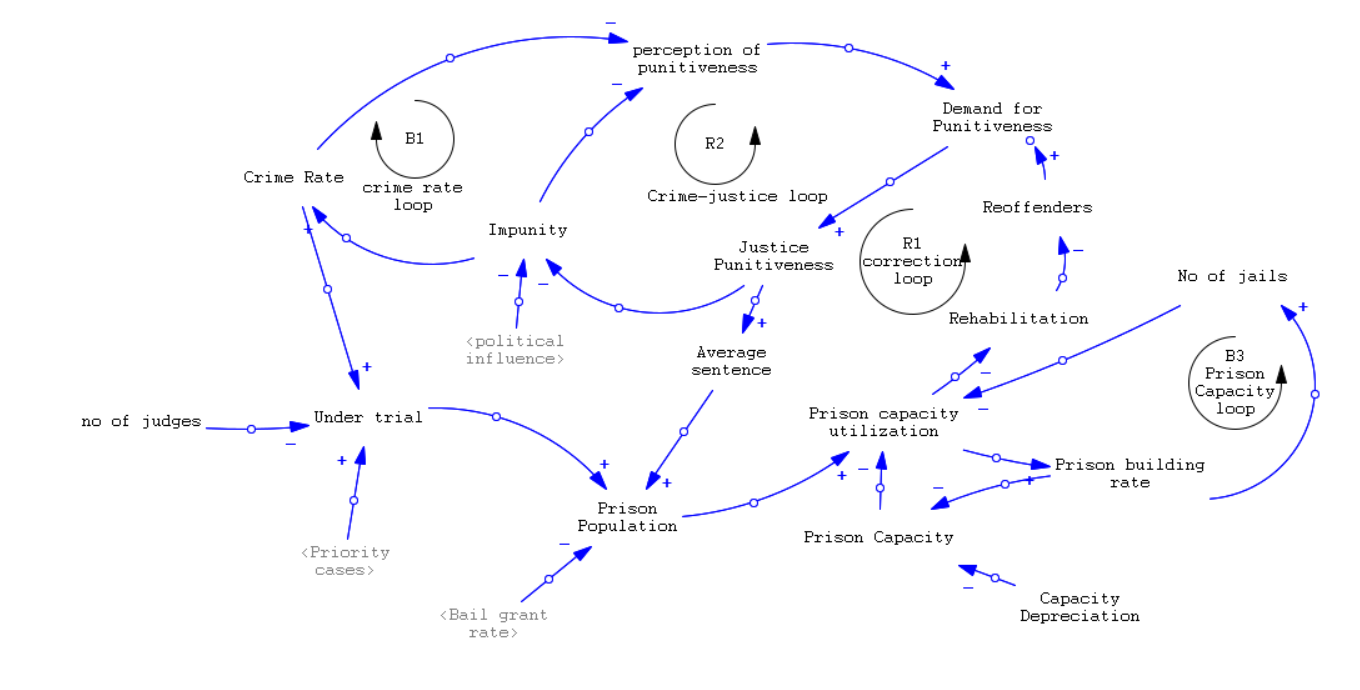 perception of
punitiveness
Demand for
Punitiveness
B1
crime rate
loop
R2
Crime-justice loop
Crime Rate
Impunity
Reoffenders
Justice
Punitiveness
R1
correction
loop
No of jails
Rehabilitation
<political
influence>
Average
sentence
B3
Prison
Capacity
loop
no of judges
Under trial
Prison capacity
utilization
Prison building
rate
Prison
Population
Prison Capacity
<Priority
cases>
<Bail grant
rate>
Capacity
Depreciation